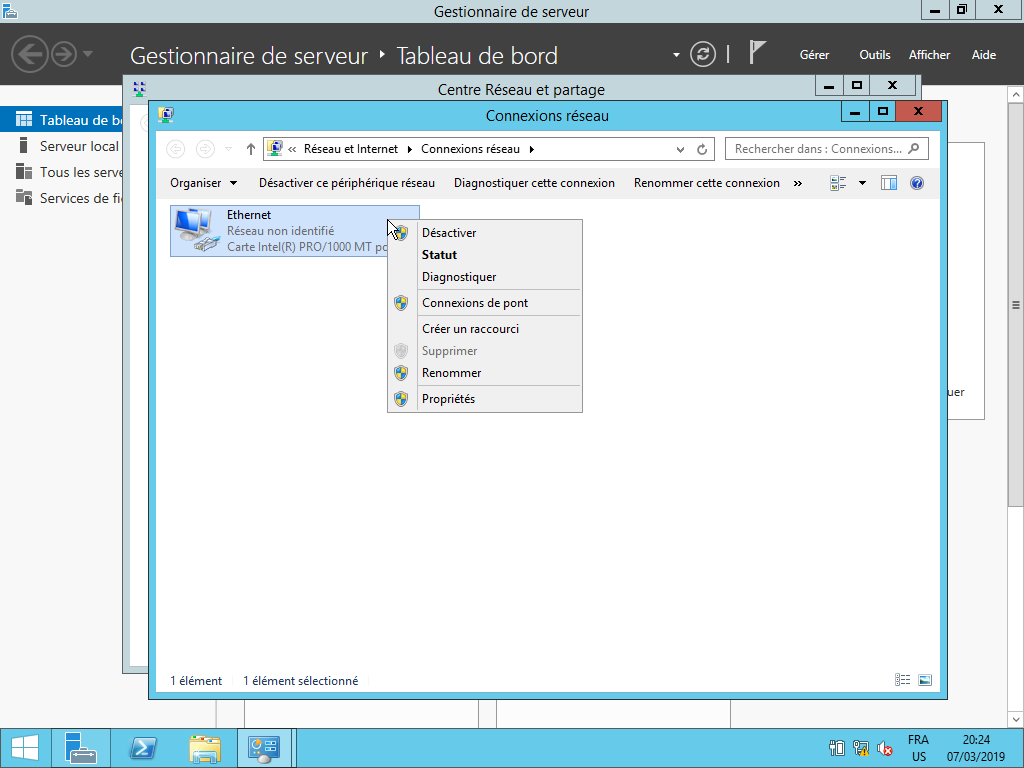 Gestionnaire de serveur
Gestionnaire de serveur ‣ Tableau de bord
Gérer Outils Afficher Aide
Centre Réseau et partage
Connexions réseau
Tableau de bo
Serveur local
Tous les serve
Services de fi
« Réseau et Internet ▸ Connexions réseau ▸
Rechercher dans : Connexions...
Organiser Désactiver ce périphérique réseau Diagnostiquer cette connexion Renommer cette connexion »
Ethernet
Réseau non identifié
Carte Intel(R) PRO/1000 MT po
Désactiver
Statut
Diagnostiquer
Connexions de pont
Créer un raccourci
Supprimer
Renommer
Propriétés
uer
1 élément 1 élément sélectionné
FRA 20:24
US 07/03/2019